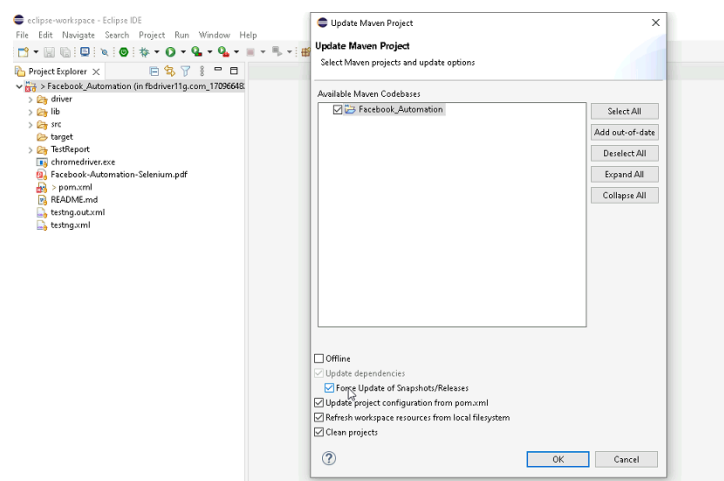 eclipse-workspace - Eclipse IDE
File Edit Navigate Search Project Run Window Help
Project Explorer
> Facebook_Automation (in fbdriver11g.com_17096648
driver
lib
src
target
TestReport
chromedriver.exe
Facebook-Automation-Selenium.pdf
> pom.xml
README.md
testng.out.xml
testng.xml
Update Maven Project
Update Maven Project
Select Maven projects and update options
Available Maven Codebases
Facebook_Automation
Select All
Add out-of-date
Deselect All
Expand All
Collapse All
Offline
Update dependencies
Force Update of Snapshots/Releases
Update project configuration from pom.xml
Refresh workspace resources from local filesystem
Clean projects
OK
Cancel